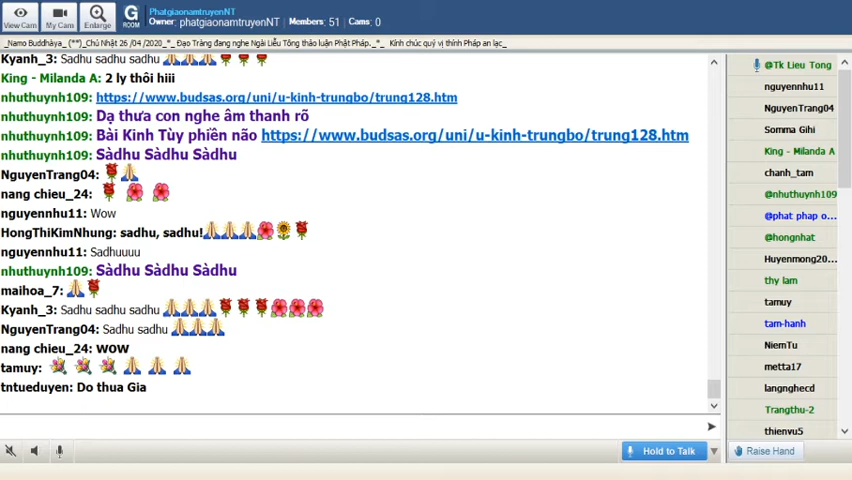 View Cam
My Cam
Enlarge
G
ROOM
PhatgiaonamtruyenNT
Owner: phatgiaonamtruyenNT Members: 51 Cams: 0
_Namo Buddhàya_ (**)_Chủ Nhật 26 /04 /2020_*_ Đạo Tràng đang nghe Ngài Liễu Tông thảo luận Phật Pháp._*_ Kính chúc quý vị thính Pháp an lạc_
Kyanh_3: Sadhu sadhu sadhu
King - Milanda A: 2 ly thôi hiii
nhuthuynh109: https://www.budsas.org/uni/u-kinh-trungbo/trung128.htm
nhuthuynh109: Dạ thưa con nghe âm thanh rõ
nhuthuynh109: Bài Kinh Tùy phiền não https://www.budsas.org/uni/u-kinh-trungbo/trung128.htm
nhuthuynh109: Sàdhu Sàdhu Sàdhu
NguyenTrang04:
nang chieu_24:
nguyennhu11: Wow
HongThiKimNhung: sadhu, sadhu!
nguyennhu11: Sadhuuuu
nhuthuynh109: Sàdhu Sàdhu Sàdhu
maihoa_7:
Kyanh_3: Sadhu sadhu sadhu
NguyenTrang04: Sadhu sadhu
nang chieu_24: wow
tamuy:
tntueduyen: Do thua Gia
@Tk Lieu Tong
nguyennhu11
NguyenTrang04
Somma Gihi
King - Milanda A
chanh_tam
@nhuthuynh109
@phat phap o...
@hongnhat
Huyenmong20...
thy lam
tamuy
tam-hanh
NiemTu
metta17
langnghecd
Trangthu-2
thienvu5
Hold to Talk
Raise Hand